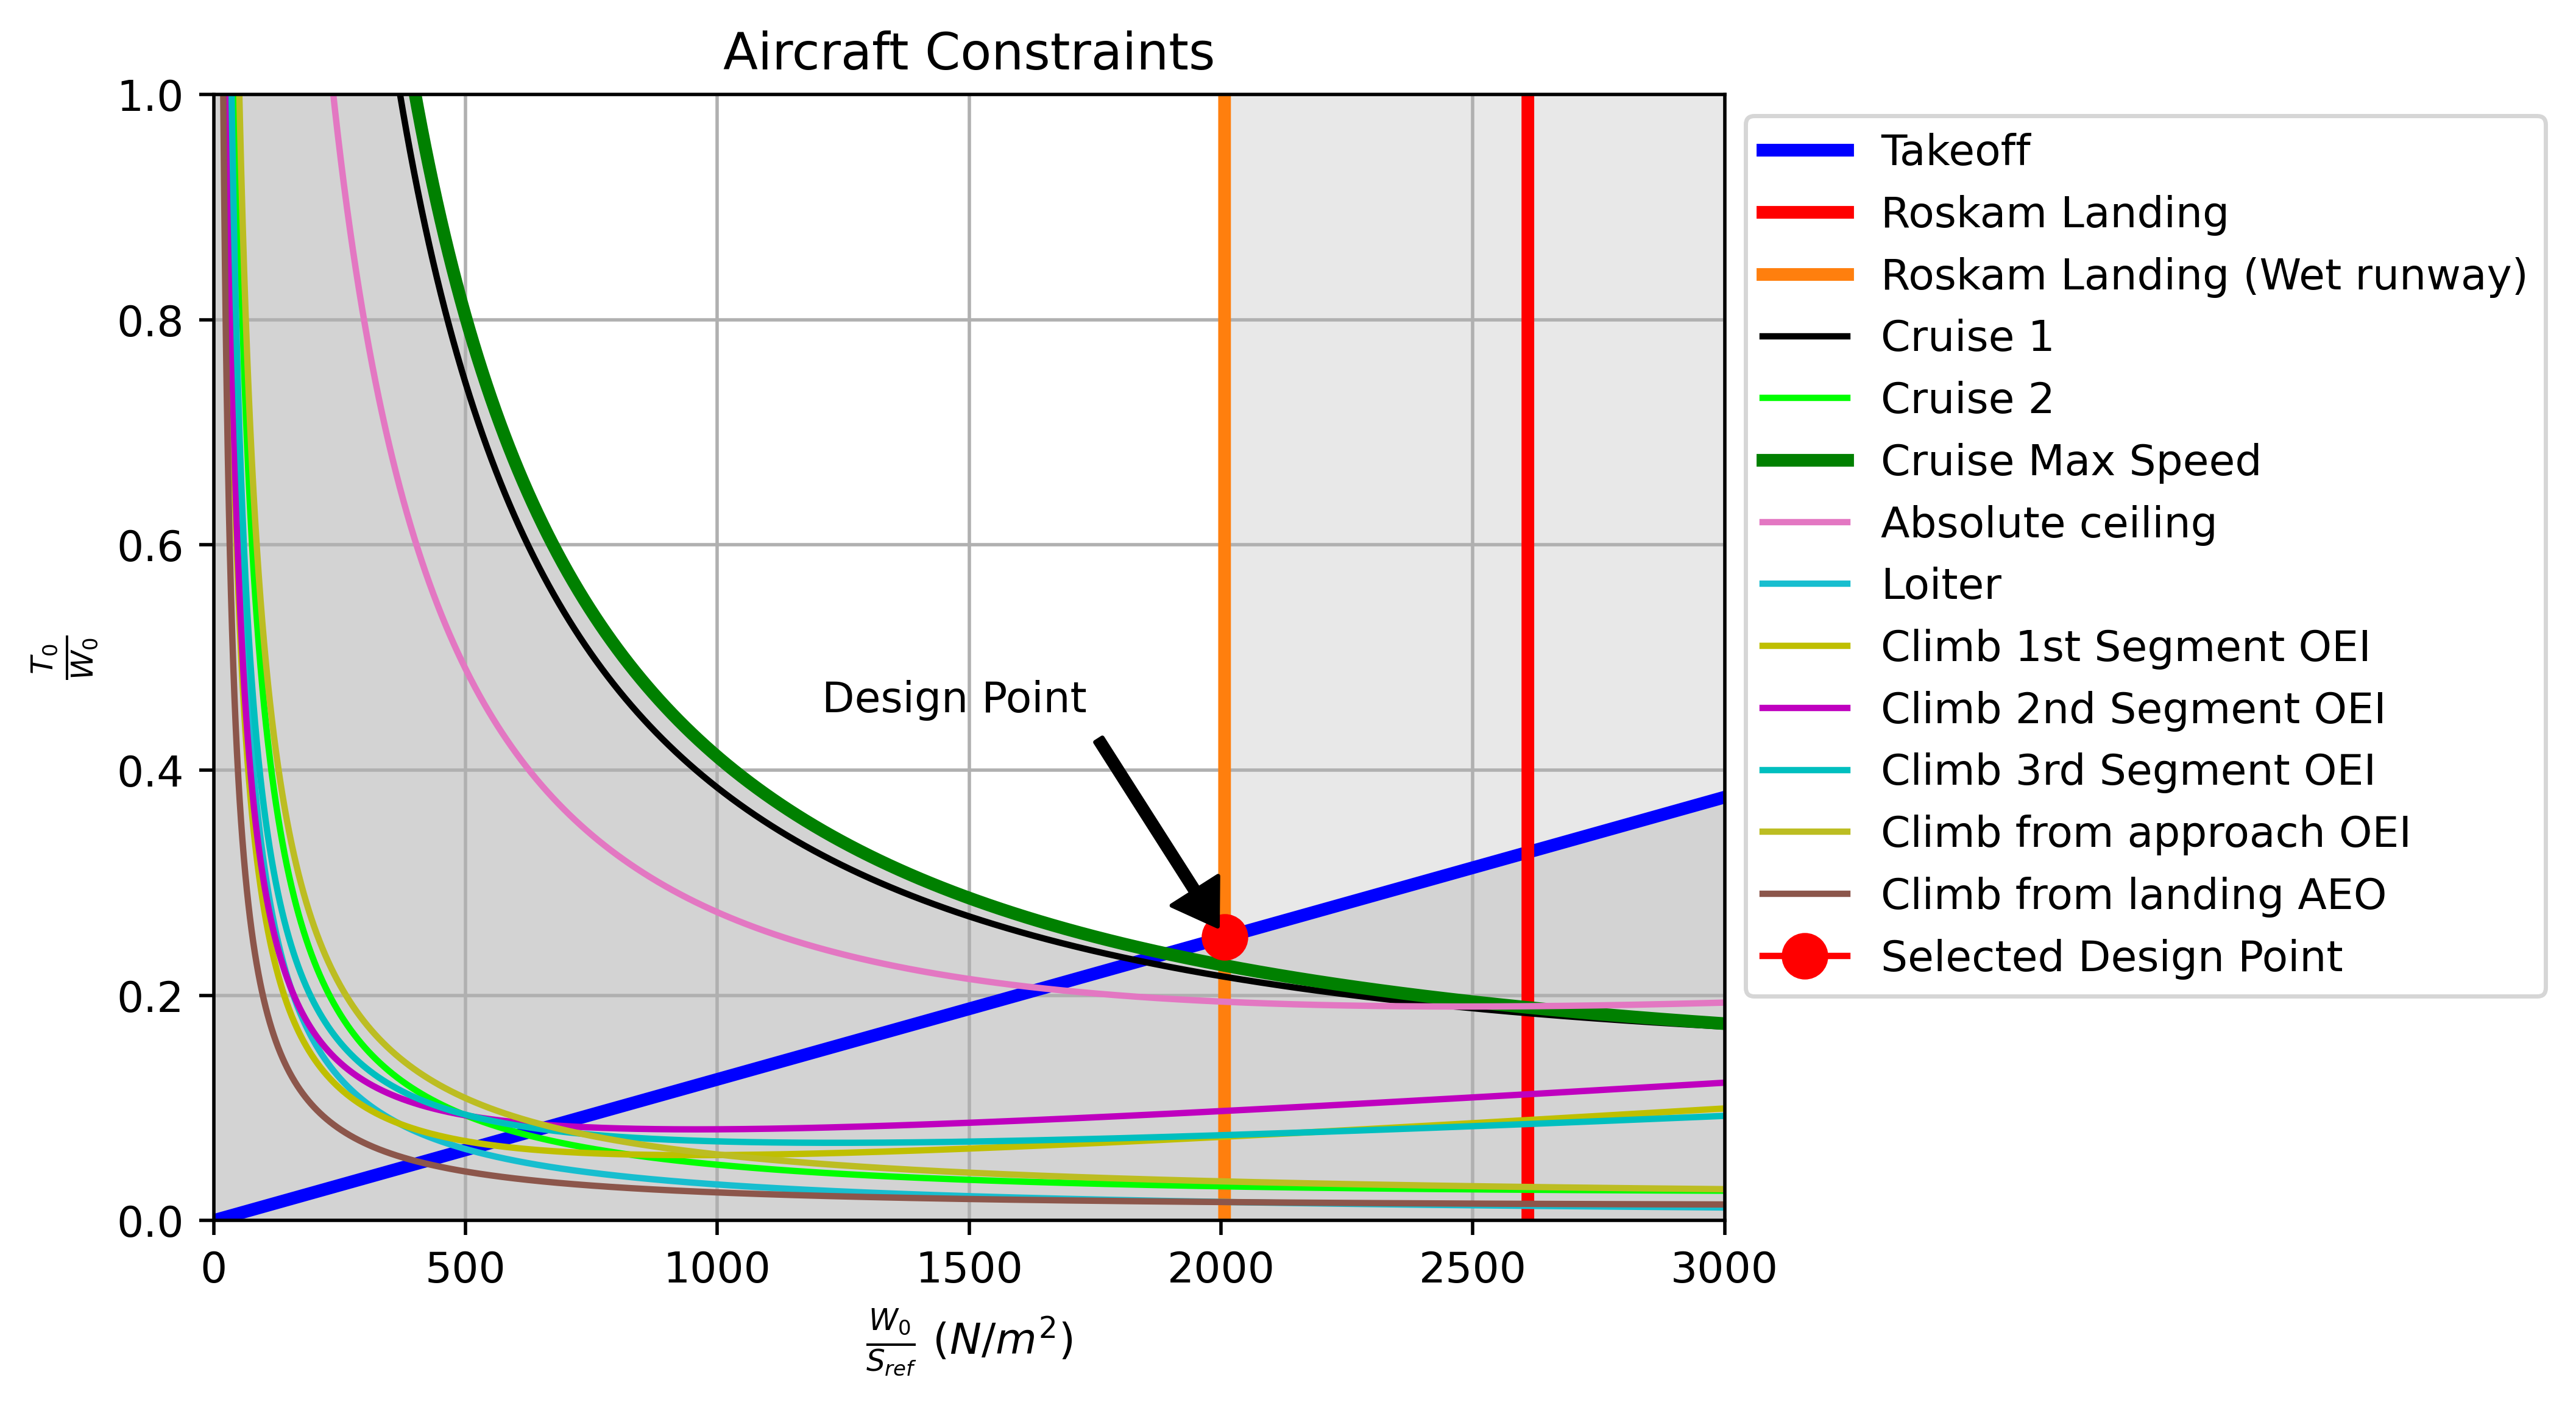 Aircraft Constraints
1.0
0.8
0.6
0.4
0.2
0.0
T₀/W₀
Design Point
0
500
1000
1500
2000
2500
3000
W₀/S_ref (N/m²)
Takeoff
Roskam Landing
Roskam Landing (Wet runway)
Cruise 1
Cruise 2
Cruise Max Speed
Absolute ceiling
Loiter
Climb 1st Segment OEI
Climb 2nd Segment OEI
Climb 3rd Segment OEI
Climb from approach OEI
Climb from landing AEO
Selected Design Point